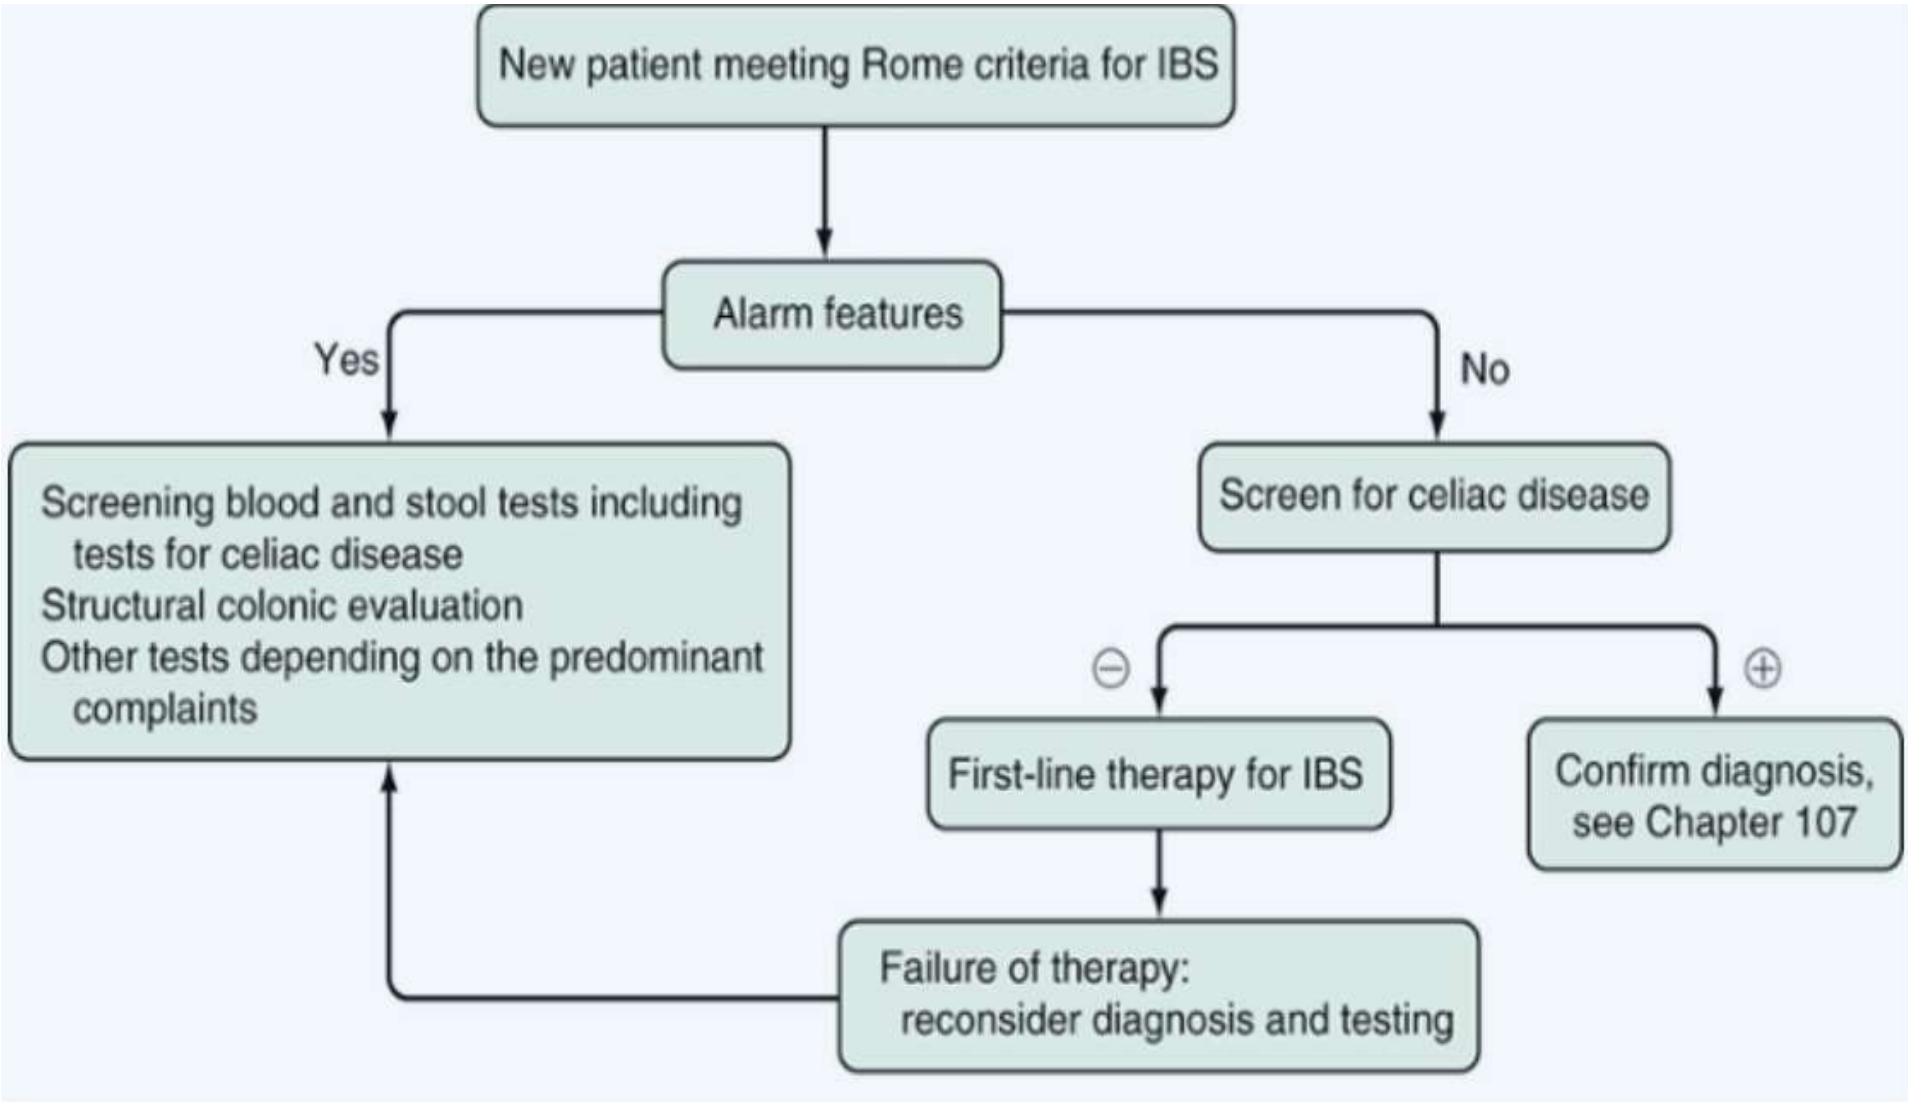 New patient meeting Rome criteria for IBS
Alarm features
Yes
No
Screening blood and stool tests including
tests for celiac disease
Structural colonic evaluation
Other tests depending on the predominant
complaints
Screen for celiac disease
⊖
⊕
First-line therapy for IBS
Confirm diagnosis,
see Chapter 107
Failure of therapy:
reconsider diagnosis and testing